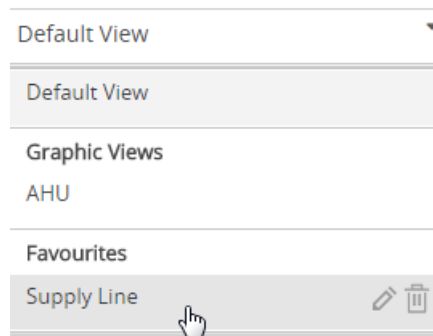 Default View
Default View
Graphic Views
AHU
Favourites
Supply Line